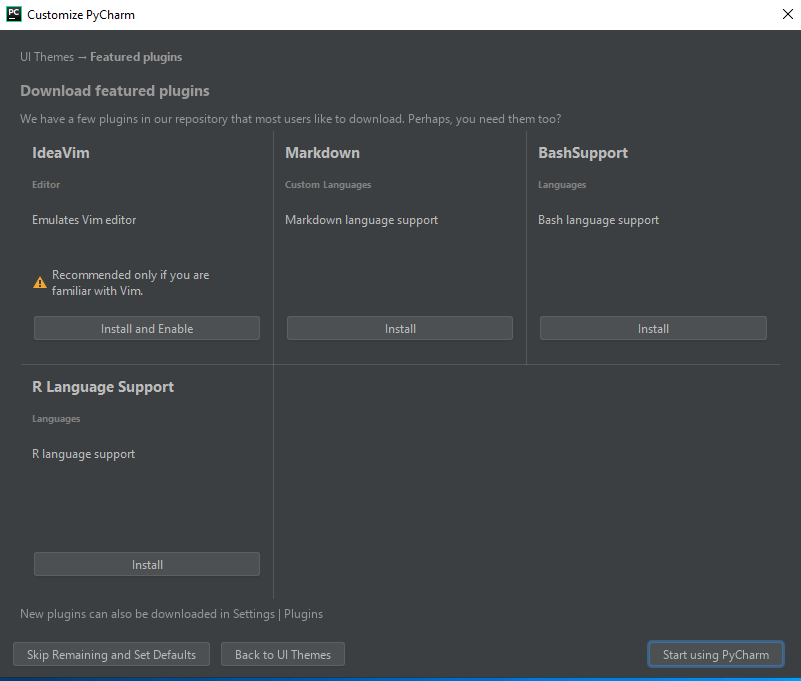 PC Customize PyCharm
UI Themes → Featured plugins
Download featured plugins
We have a few plugins in our repository that most users like to download. Perhaps, you need them too?
IdeaVim
Editor
Emulates Vim editor
Recommended only if you are
familiar with Vim.
Install and Enable
Markdown
Custom Languages
Markdown language support
Install
BashSupport
Languages
Bash language support
Install
R Language Support
Languages
R language support
Install
New plugins can also be downloaded in Settings | Plugins
Skip Remaining and Set Defaults
Back to UI Themes
Start using PyCharm